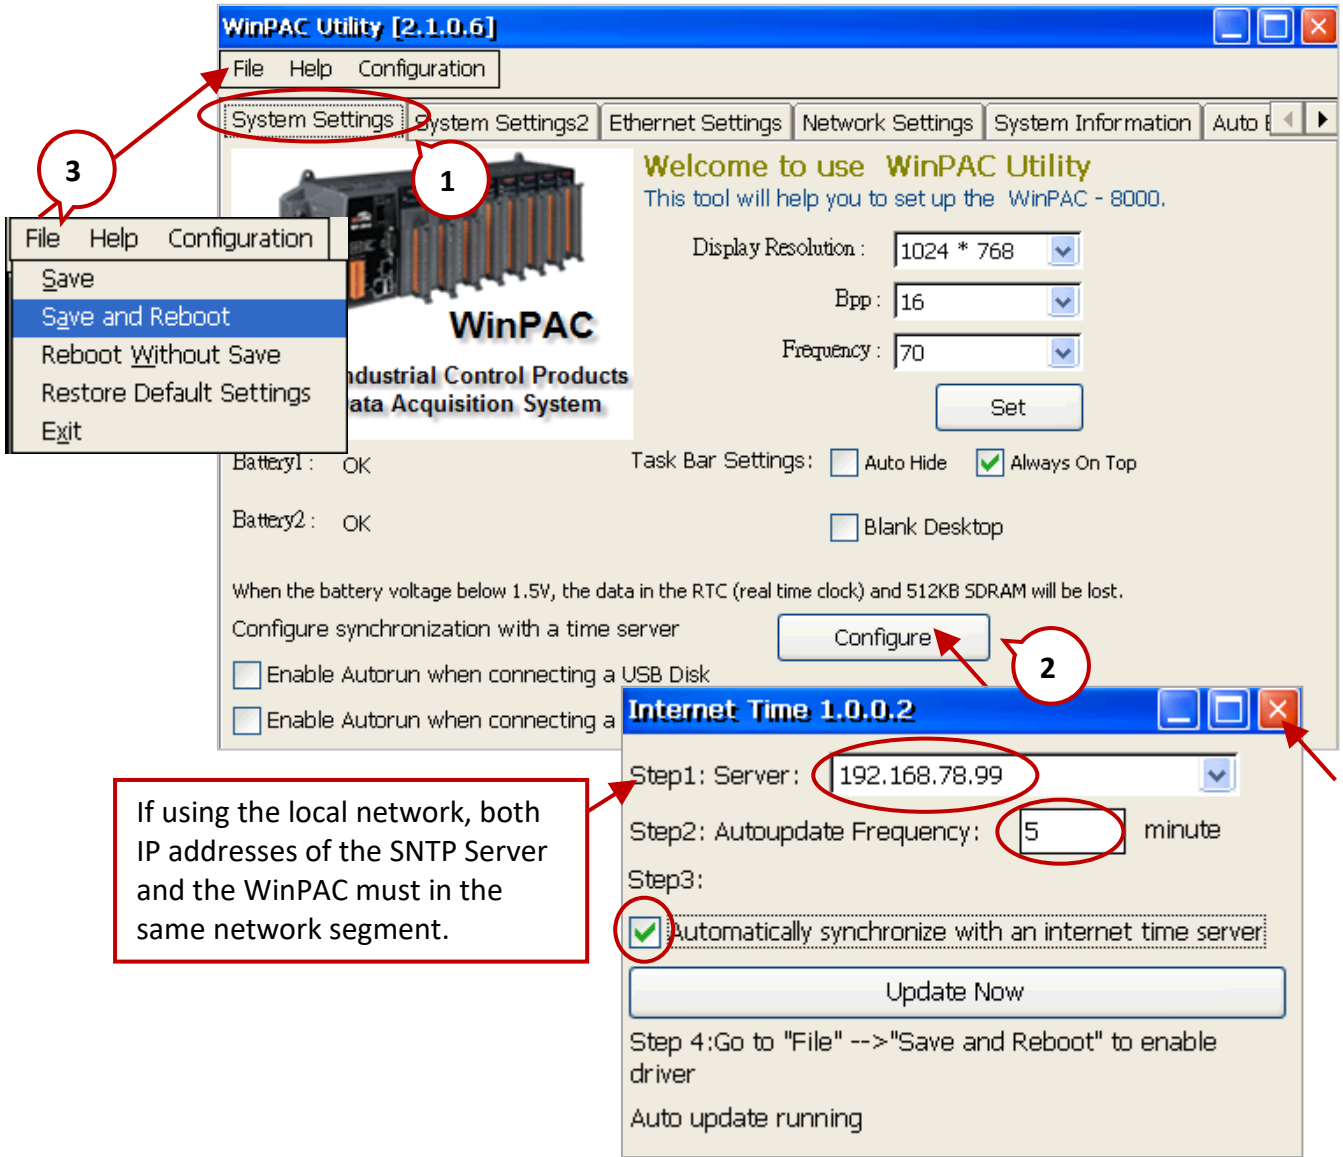 WinPAC Utility [2.1.0.6]
File Help Configuration
System Settings System Settings2 Ethernet Settings Network Settings System Information Auto
3
1
Welcome to use WinPAC Utility
This tool will help you to set up the WinPAC - 8000.
File Help Configuration
Save
Save and Reboot
Reboot Without Save
Restore Default Settings
Exit
WinPAC
ndustrial Control Products
ata Acquisition System
Display Resolution : 1024 * 768
Bpp : 16
Frequency : 70
Set
Battery1 : OK
Task Bar Settings: Auto Hide Always On Top
Battery2 : OK
Blank Desktop
When the battery voltage below 1.5V, the data in the RTC (real time clock) and 512KB SDRAM will be lost.
Configure synchronization with a time server Configure
2
Enable Autorun when connecting a USB Disk
Enable Autorun when connecting a
Internet Time 1.0.0.2
Step1: Server: 192.168.78.99
Step2: Autoupdate Frequency: 5 minute
Step3:
Automatically synchronize with an internet time server
Update Now
Step 4:Go to "File" -->"Save and Reboot" to enable
driver
Auto update running
If using the local network, both
IP addresses of the SNTP Server
and the WinPAC must in the
same network segment.